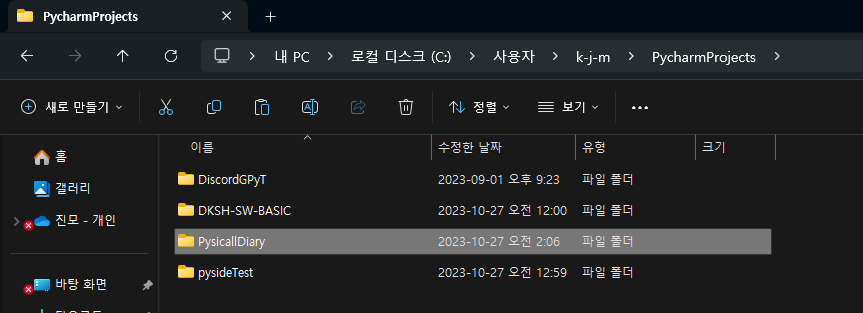 PycharmProjects
내 PC > 로컬 디스크 (C:) > 사용자 > k-j-m > PycharmProjects >
새로 만들기 정렬 보기
이름 수정한 날짜 유형 크기
홈
갤러리
진모 - 개인
바탕 화면
DiscordGPyT 2023-09-01 오후 9:23 파일 폴더
DKSH-SW-BASIC 2023-10-27 오전 12:00 파일 폴더
PysicallDiary 2023-10-27 오전 2:06 파일 폴더
pysideTest 2023-10-27 오전 12:59 파일 폴더